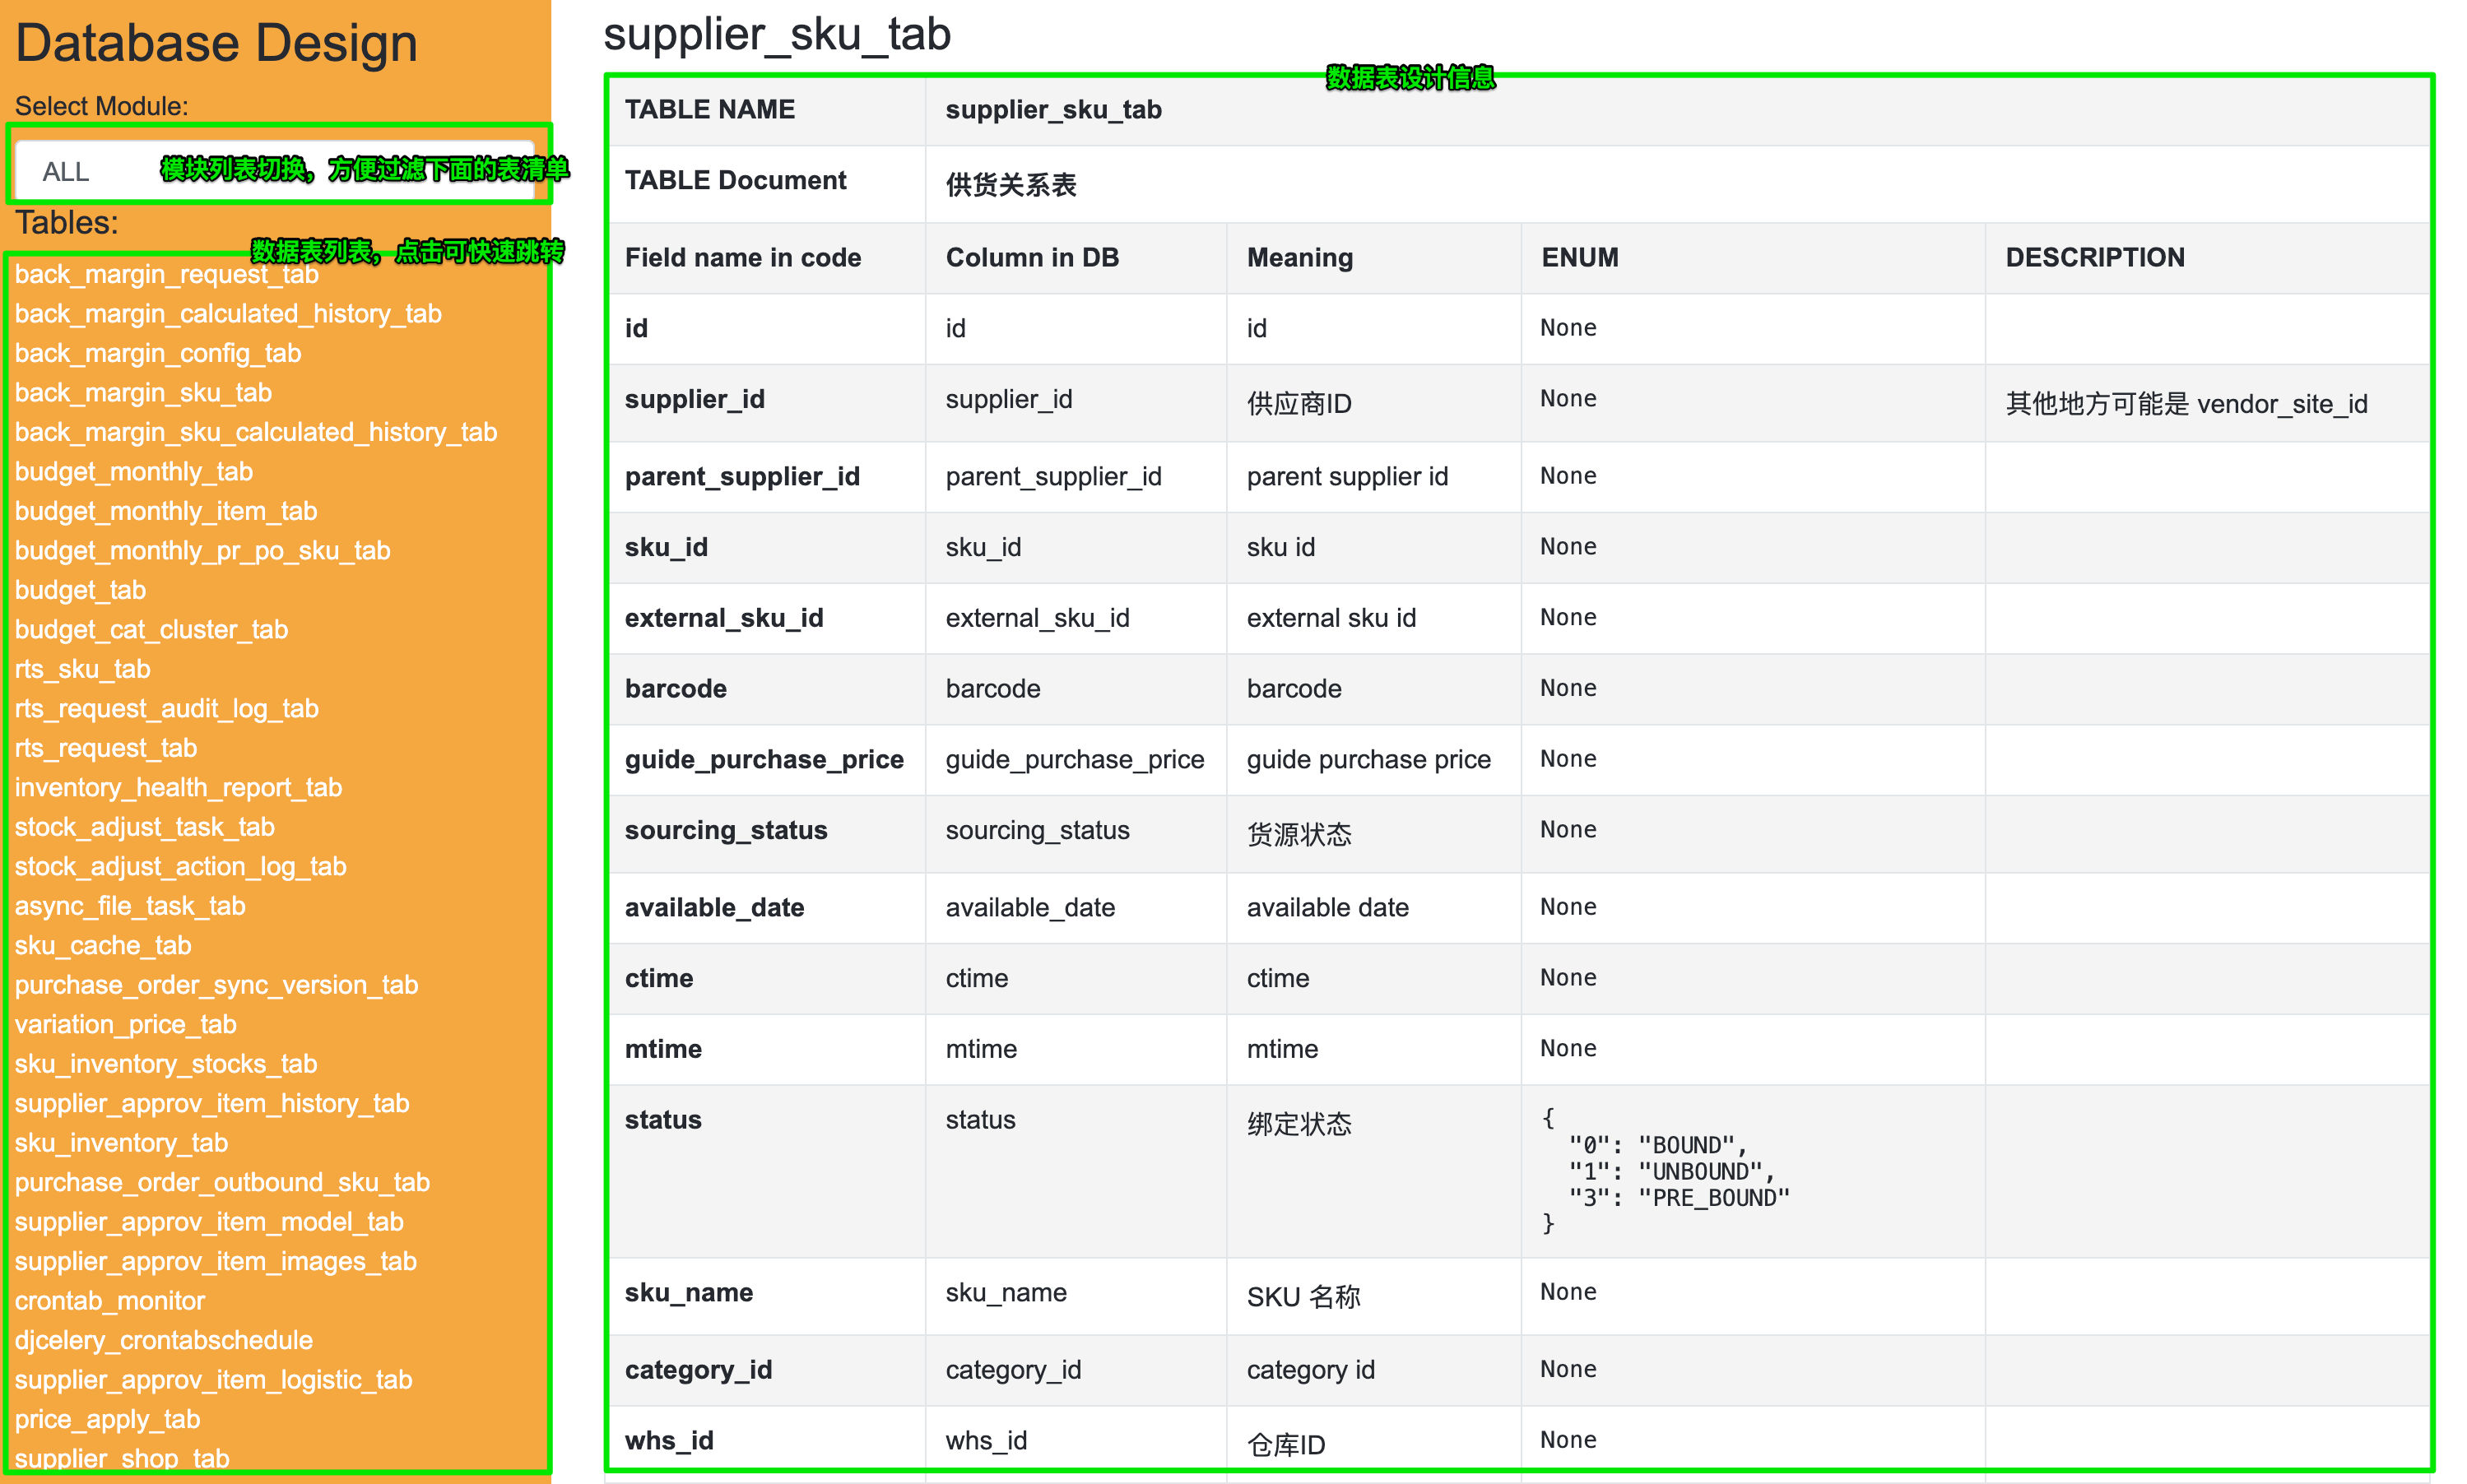 Database Design
Select Module:
ALL
模块列表切换，方便过滤下面的表清单
Tables:
数据表列表，点击可快速跳转
back_margin_request_tab
back_margin_calculated_history_tab
back_margin_config_tab
back_margin_sku_tab
back_margin_sku_calculated_history_tab
budget_monthly_tab
budget_monthly_item_tab
budget_monthly_pr_po_sku_tab
budget_tab
budget_cat_cluster_tab
rts_sku_tab
rts_request_audit_log_tab
rts_request_tab
inventory_health_report_tab
stock_adjust_task_tab
stock_adjust_action_log_tab
async_file_task_tab
sku_cache_tab
purchase_order_sync_version_tab
variation_price_tab
sku_inventory_stocks_tab
supplier_approv_item_history_tab
sku_inventory_tab
purchase_order_outbound_sku_tab
supplier_approv_item_model_tab
supplier_approv_item_images_tab
crontab_monitor
djcelery_crontabschedule
supplier_approv_item_logistic_tab
price_apply_tab
supplier_shop_tab
supplier_sku_tab
数据表设计信息
TABLE NAME supplier_sku_tab
TABLE Document 供货关系表
Field name in code Column in DB Meaning ENUM DESCRIPTION
id id id None
supplier_id supplier_id 供应商ID None 其他地方可能是 vendor_site_id
parent_supplier_id parent_supplier_id parent supplier id None
sku_id sku_id sku id None
external_sku_id external_sku_id external sku id None
barcode barcode barcode None
guide_purchase_price guide_purchase_price guide purchase price None
sourcing_status sourcing_status 货源状态 None
available_date available_date available date None
ctime ctime ctime None
mtime mtime mtime None
status status 绑定状态 {
"0": "BOUND",
"1": "UNBOUND",
"3": "PRE_BOUND"
}
sku_name sku_name SKU 名称 None
category_id category_id category id None
whs_id whs_id 仓库ID None